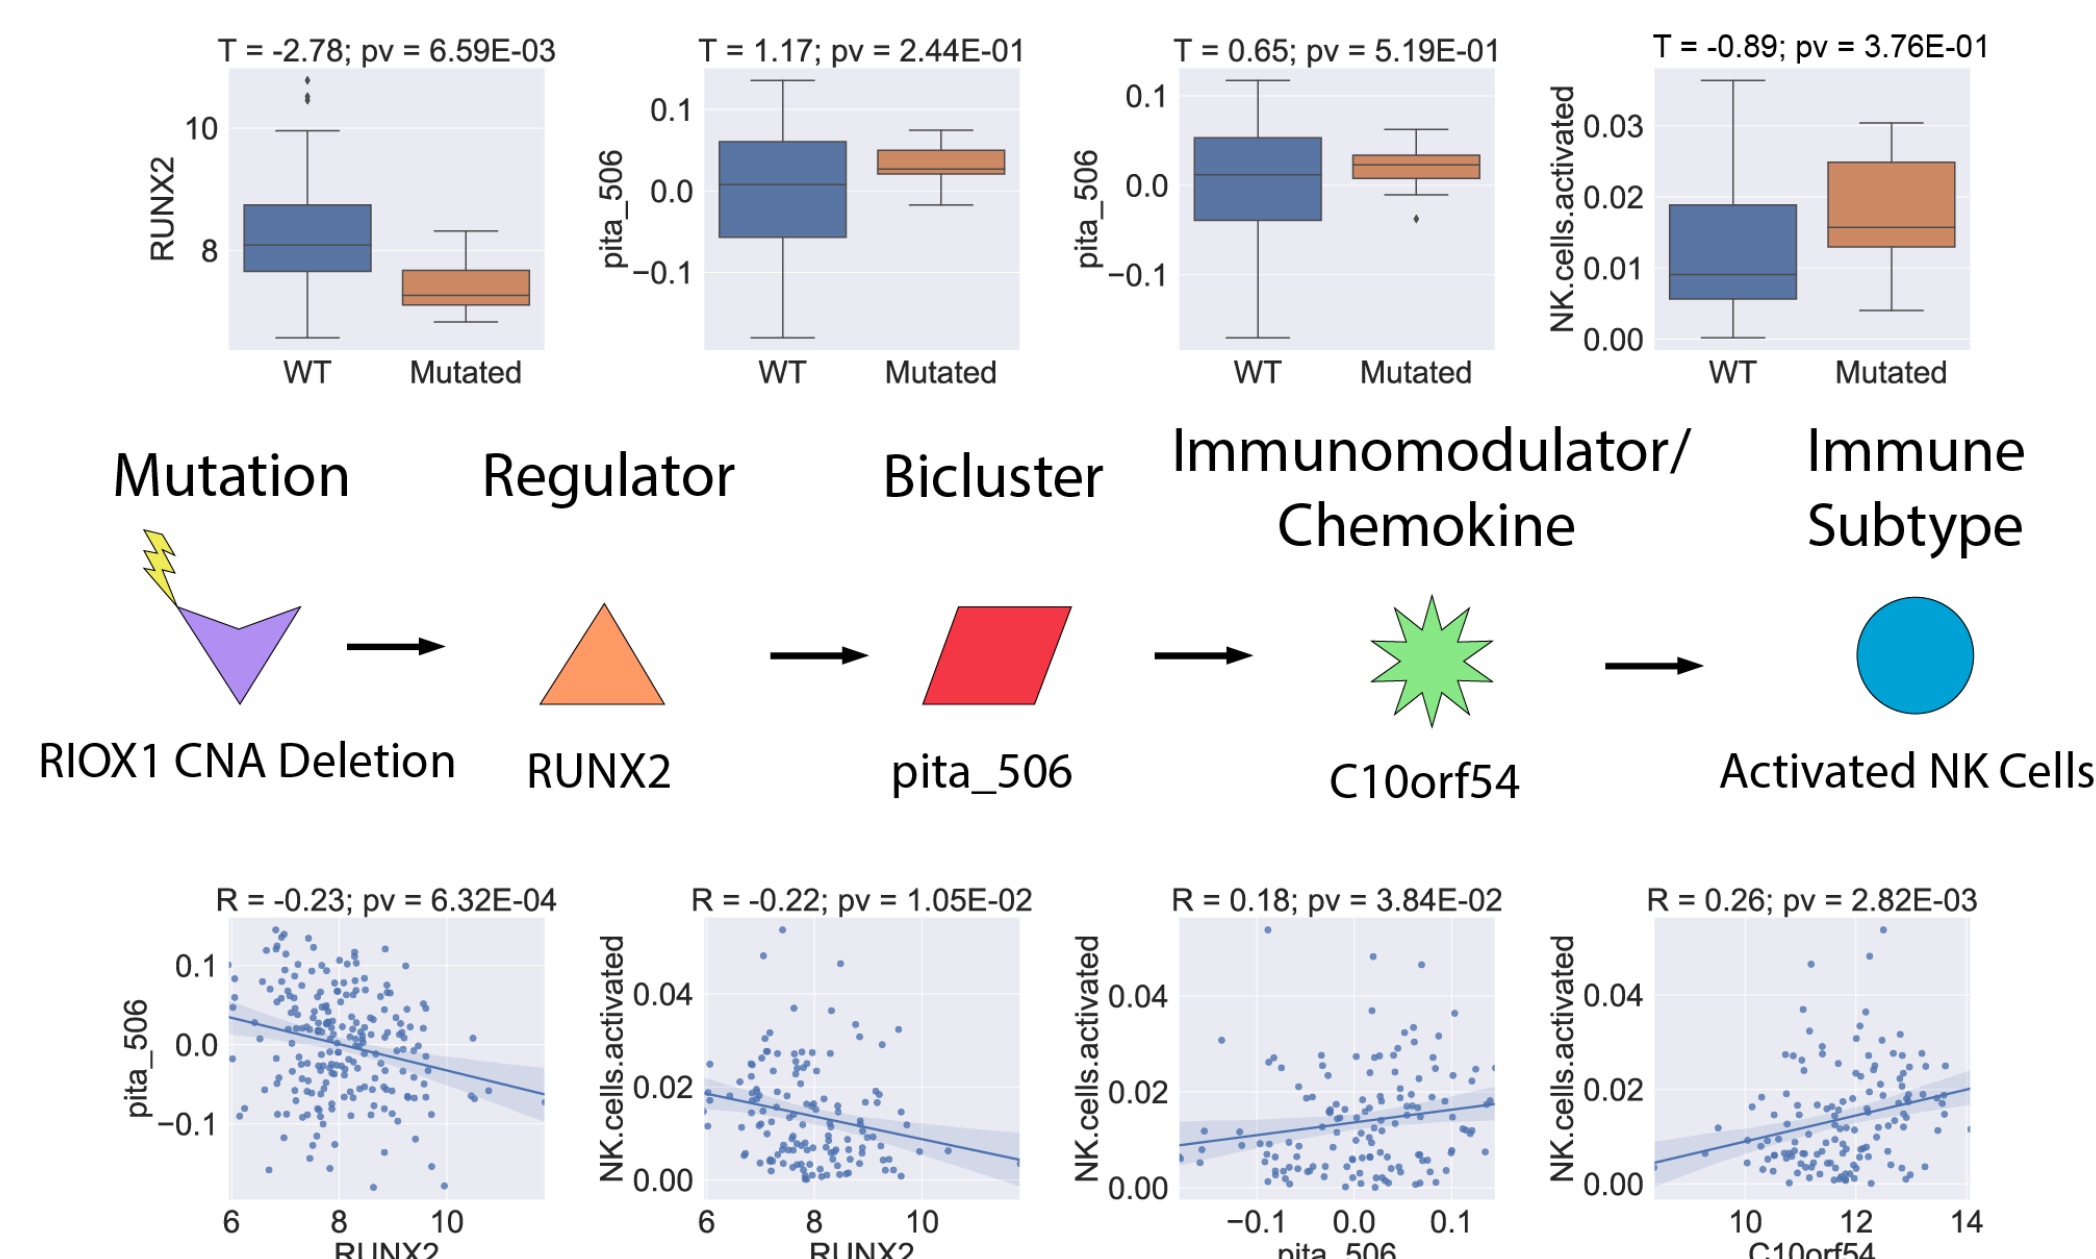 T = -2.78; pv = 6.59E-03
T = 1.17; pv = 2.44E-01
T = 0.65; pv = 5.19E-01
T = -0.89; pv = 3.76E-01
RUNX2
10
8
WT
Mutated
pita_506
0.1
0.0
−0.1
WT
Mutated
pita_506
0.1
0.0
−0.1
WT
Mutated
NK.cells.activated
0.03
0.02
0.01
0.00
WT
Mutated
Mutation
Regulator
Bicluster
Immunomodulator/
Chemokine
Immune
Subtype
RIOX1 CNA Deletion
RUNX2
pita_506
C10orf54
Activated NK Cells
R = -0.23; pv = 6.32E-04
R = -0.22; pv = 1.05E-02
R = 0.18; pv = 3.84E-02
R = 0.26; pv = 2.82E-03
pita_506
0.1
0.0
−0.1
6
8
10
RUNX2
NK.cells.activated
0.04
0.02
0.00
6
8
10
RUNX2
NK.cells.activated
0.04
0.02
0.00
−0.1
0.0
0.1
pita_506
NK.cells.activated
0.04
0.02
0.00
10
12
14
C10orf54